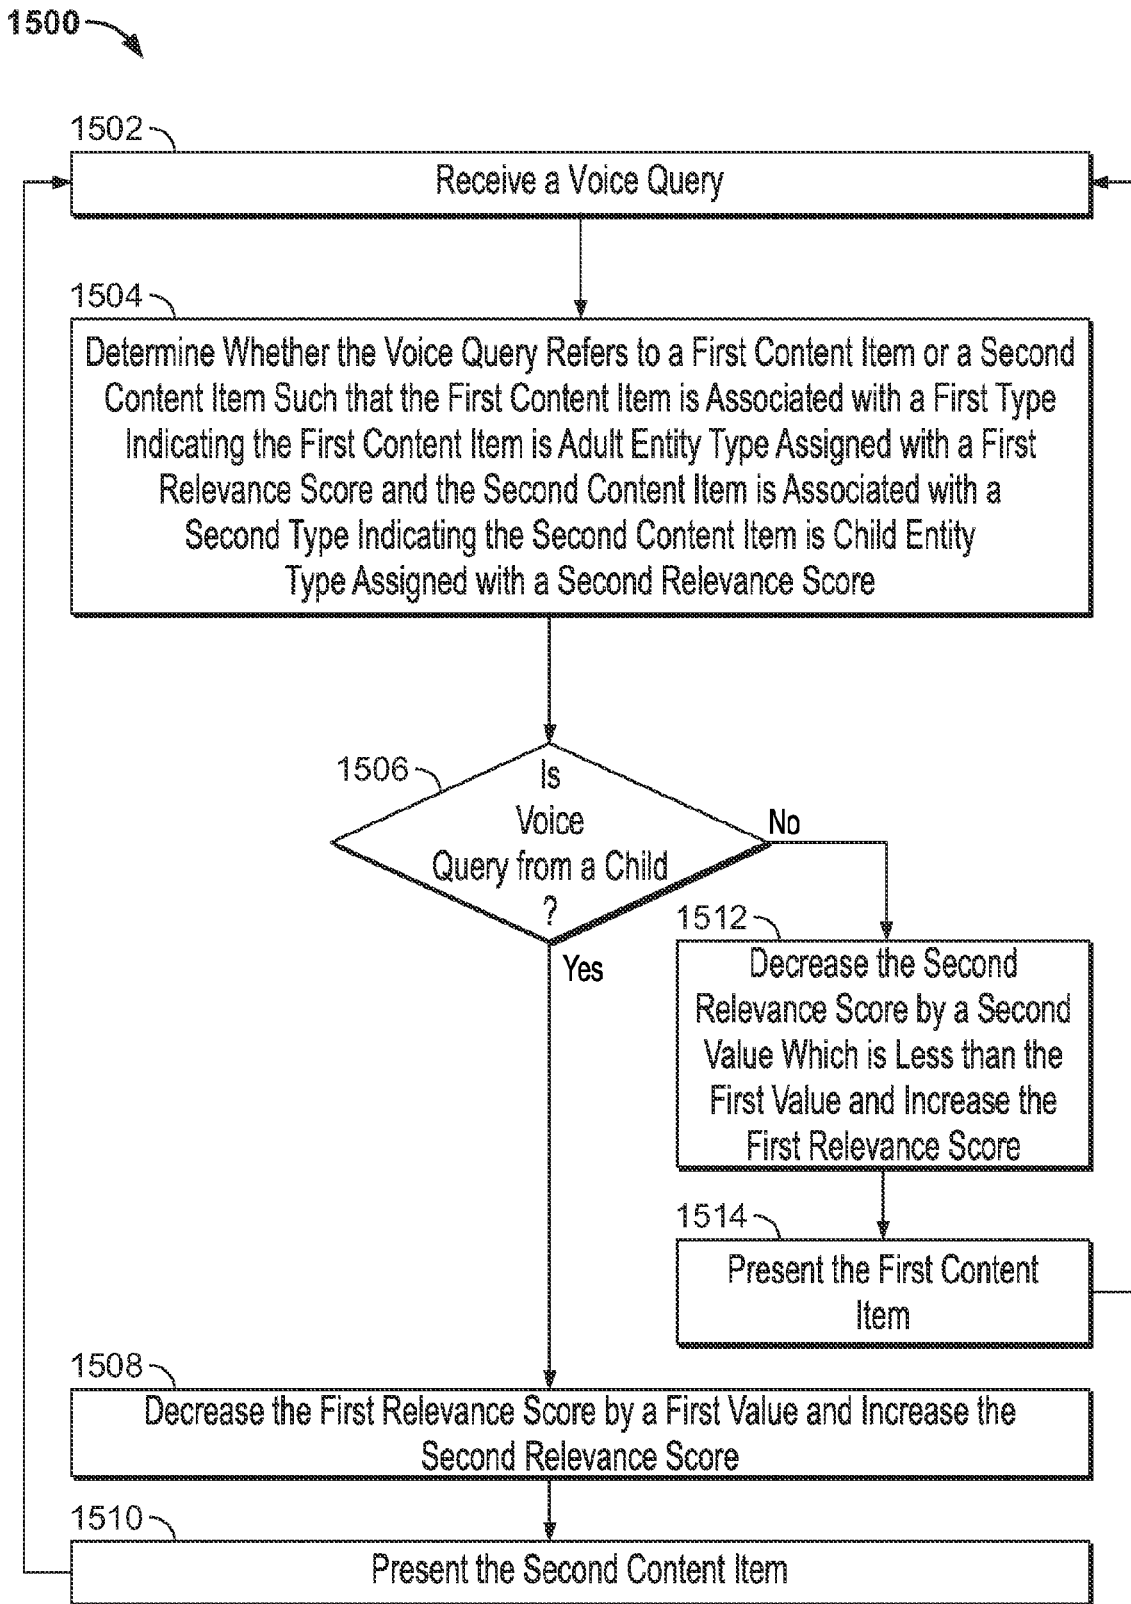 1500
1502
Receive a Voice Query
1504
Determine Whether the Voice Query Refers to a First Content Item or a Second
Content Item Such that the First Content Item is Associated with a First Type
Indicating the First Content Item is Adult Entity Type Assigned with a First
Relevance Score and the Second Content Item is Associated with a
Second Type Indicating the Second Content Item is Child Entity
Type Assigned with a Second Relevance Score
1506
Is
Voice
Query from a Child
?
No
Yes
1512
Decrease the Second
Relevance Score by a Second
Value Which is Less than the
First Value and Increase the
First Relevance Score
1514
Present the First Content
Item
1508
Decrease the First Relevance Score by a First Value and Increase the
Second Relevance Score
1510
Present the Second Content Item